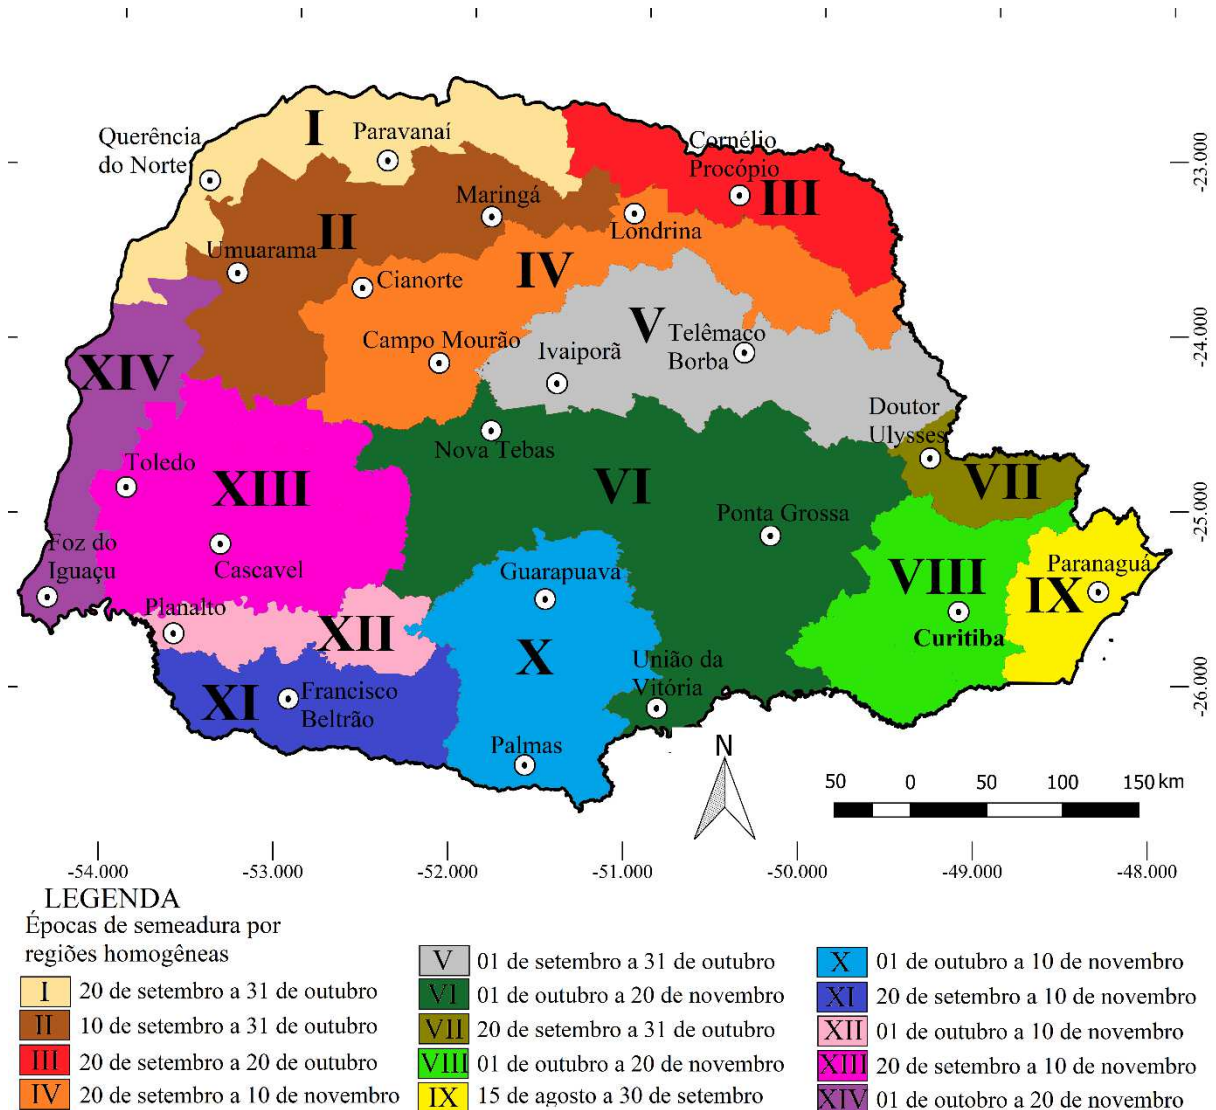 I
Paravanaí
Querência
do Norte
Cornélio
Procópio
III
Maringá
II
Londrina
Umuarama
IV
Cianorte
V
Campo Mourão
Telêmaco
Borba
Ivaiporã
XIV
Doutor
Ulysses
Nova Tebas
Toledo
XIII
VI
VII
Ponta Grossa
Foz do
Iguaçu
Cascavel
Guarapuava
VIII
Paranaguá
IX
Planalto
XII
Curitiba
X
União da
Vitória
XI
Francisco
Beltrão
Palmas
N
50 0 50 100 150 km
-23.000
-24.000
-25.000
-26.000
-54.000 -53.000 -52.000 -51.000 -50.000 -49.000 -48.000
LEGENDA
Épocas de semeadura por
regiões homogêneas
I 20 de setembro a 31 de outubro
II 10 de setembro a 31 de outubro
III 20 de setembro a 20 de outubro
IV 20 de setembro a 10 de novembro
V 01 de setembro a 31 de outubro
VI 01 de outubro a 20 de novembro
VII 20 de setembro a 31 de outubro
VIII 01 de outubro a 20 de novembro
IX 15 de agosto a 30 de setembro
X 01 de outubro a 10 de novembro
XI 20 de setembro a 10 de novembro
XII 01 de outubro a 10 de novembro
XIII 20 de setembro a 10 de novembro
XIV 01 de outobro a 20 de novembro